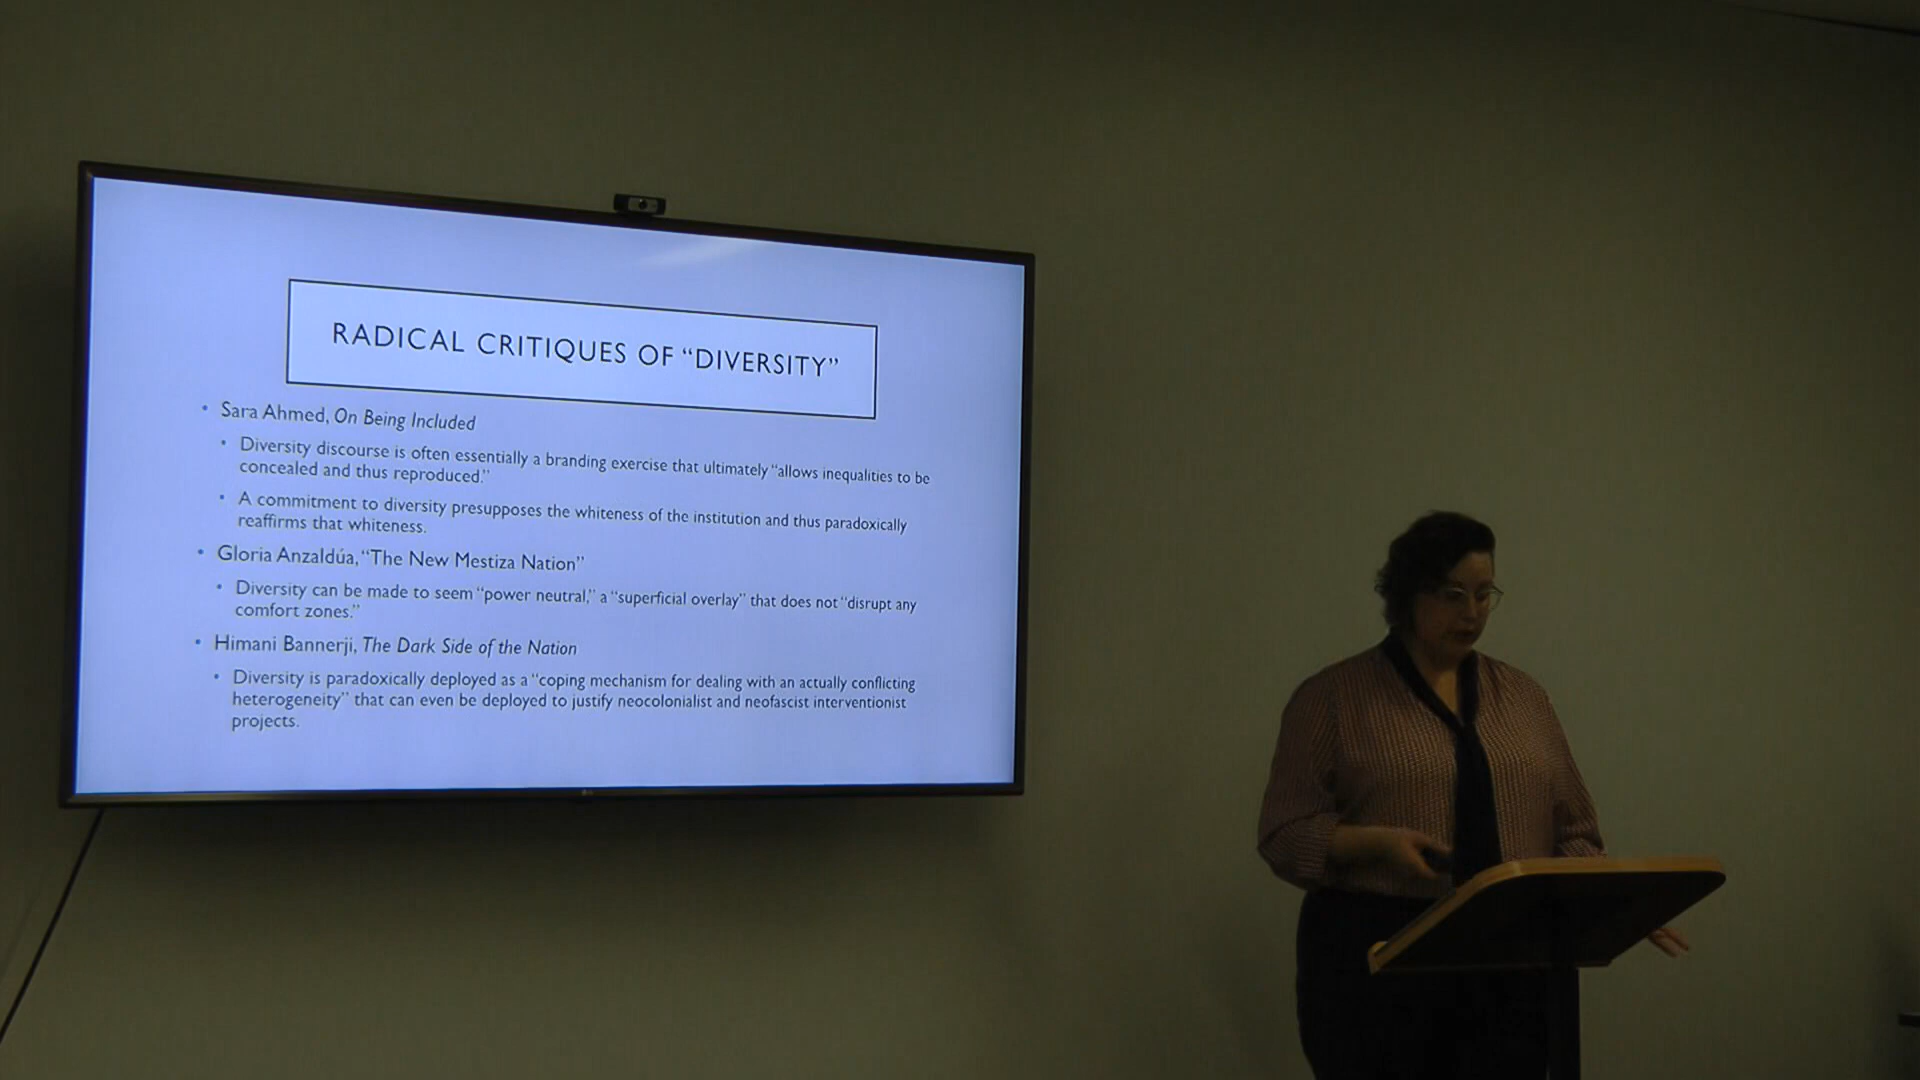 RADICAL CRITIQUES OF “DIVERSITY”
• Sara Ahmed, On Being Included
• Diversity discourse is often essentially a branding exercise that ultimately “allows inequalities to be
concealed and thus reproduced.”
• A commitment to diversity presupposes the whiteness of the institution and thus paradoxically
reaffirms that whiteness.
• Gloria Anzaldúa, “The New Mestiza Nation”
• Diversity can be made to seem “power neutral,” a “superficial overlay” that does not “disrupt any
comfort zones.”
• Himani Bannerji, The Dark Side of the Nation
• Diversity is paradoxically deployed as a “coping mechanism for dealing with an actually conflicting
heterogeneity” that can even be deployed to justify neocolonialist and neofascist interventionist
projects.